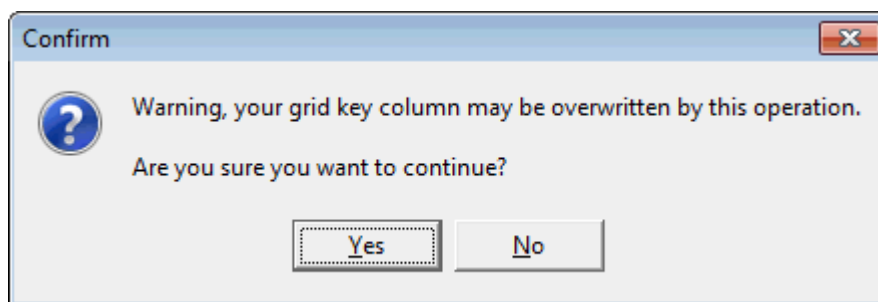 Confirm
Warning, your grid key column may be overwritten by this operation.
Are you sure you want to continue?
Yes No